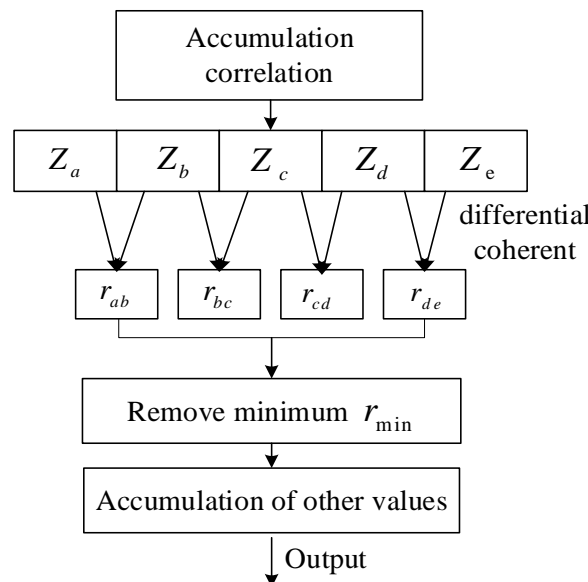 Accumulation
correlation
Z_a Z_b Z_c Z_d Z_e
differential
coherent
r_ab r_bc r_cd r_de
Remove minimum r_min
Accumulation of other values
Output